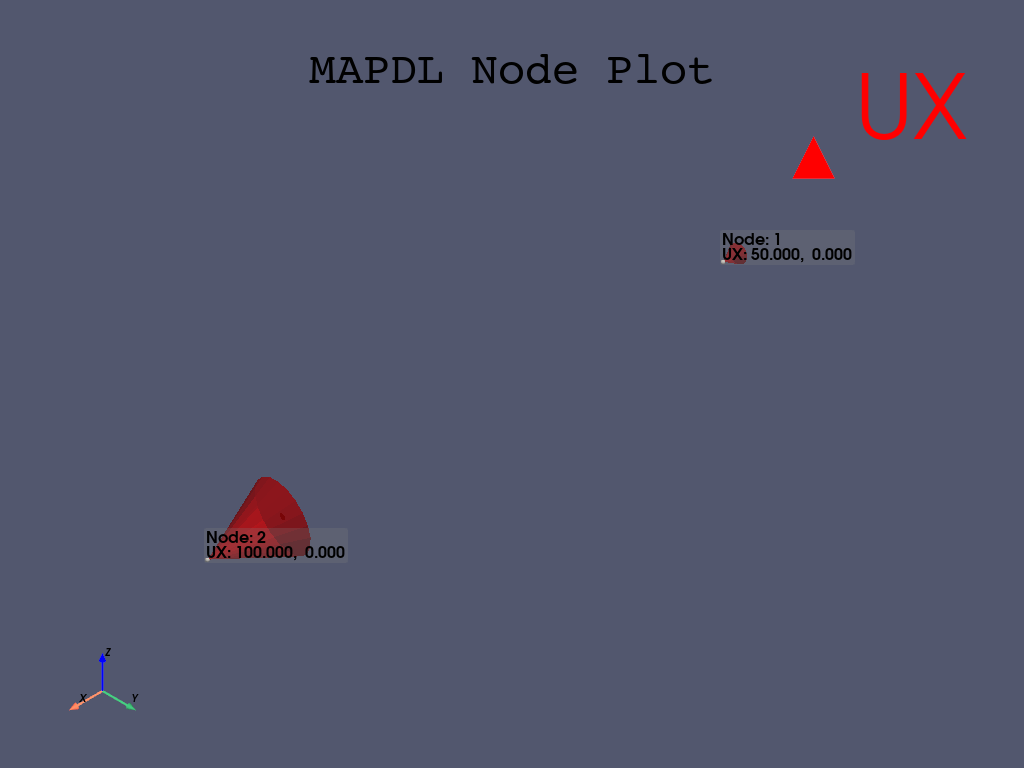 MAPDL Node Plot
UX
Node: 1
UX: 50.000, 0.000
Node: 2
UX: 100.000, 0.000
Z
X
Y